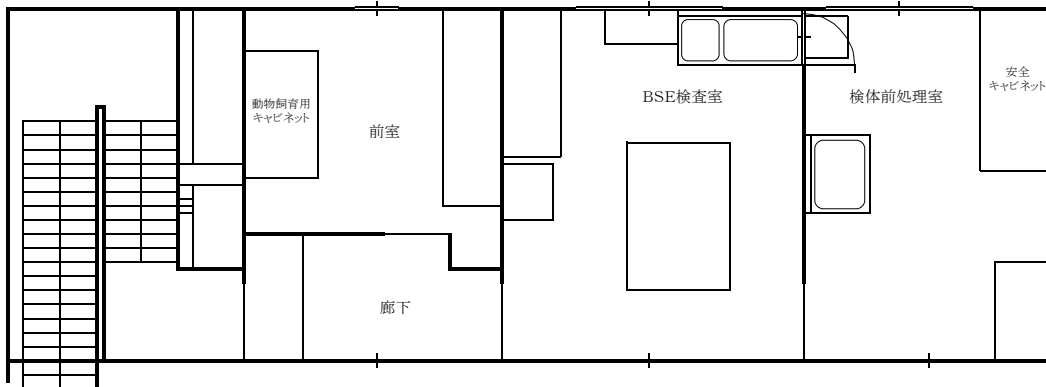 動物飼育用
キャビネット
前室
BSE検査室
検体前処理室
安全
キャビネット
廊下